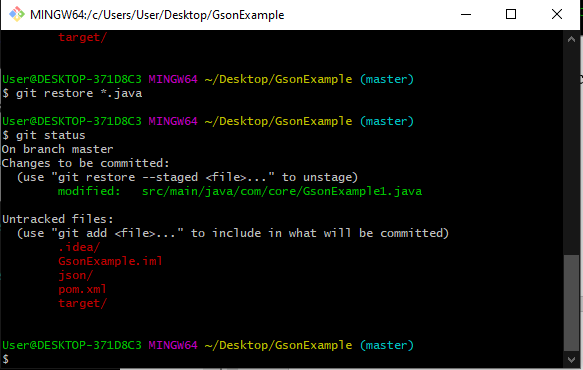 MINGW64:/c/Users/User/Desktop/GsonExample
target/
User@DESKTOP-371D8C3 MINGW64 ~/Desktop/GsonExample (master)
$ git restore *.java
User@DESKTOP-371D8C3 MINGW64 ~/Desktop/GsonExample (master)
$ git status
On branch master
Changes to be committed:
(use "git restore --staged <file>..." to unstage)
modified: src/main/java/com/core/GsonExample1.java
Untracked files:
(use "git add <file>..." to include in what will be committed)
.idea/
GsonExample.iml
json/
pom.xml
target/
User@DESKTOP-371D8C3 MINGW64 ~/Desktop/GsonExample (master)
$